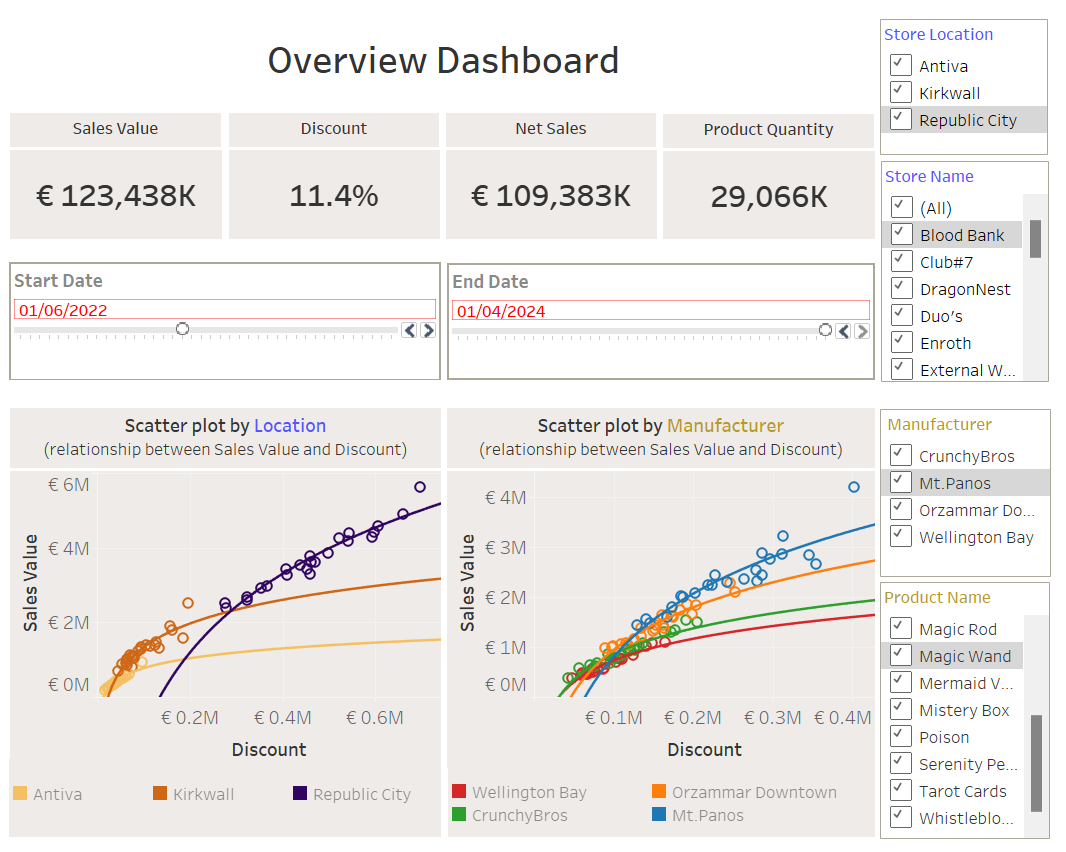 Overview Dashboard
Sales Value
Discount
Net Sales
Product Quantity
€ 123,438K
11.4%
€ 109,383K
29,066K
Start Date
01/06/2022
End Date
01/04/2024
Store Location
Antiva
Kirkwall
Republic City
Store Name
(All)
Blood Bank
Club#7
DragonNest
Duo's
Enroth
External W...
Scatter plot by Location
(relationship between Sales Value and Discount)
€ 6M
€ 4M
€ 2M
€ 0M
Sales Value
€ 0.2M
€ 0.4M
€ 0.6M
Discount
Antiva
Kirkwall
Republic City
Scatter plot by Manufacturer
(relationship between Sales Value and Discount)
€ 4M
€ 3M
€ 2M
€ 1M
€ 0M
Sales Value
€ 0.1M
€ 0.2M
€ 0.3M
€ 0.4M
Discount
Wellington Bay
Orzammar Downtown
CrunchyBros
Mt.Panos
Manufacturer
CrunchyBros
Mt.Panos
Orzammar Do...
Wellington Bay
Product Name
Magic Rod
Magic Wand
Mermaid V...
Mistery Box
Poison
Serenity Pe...
Tarot Cards
Whistleblo...